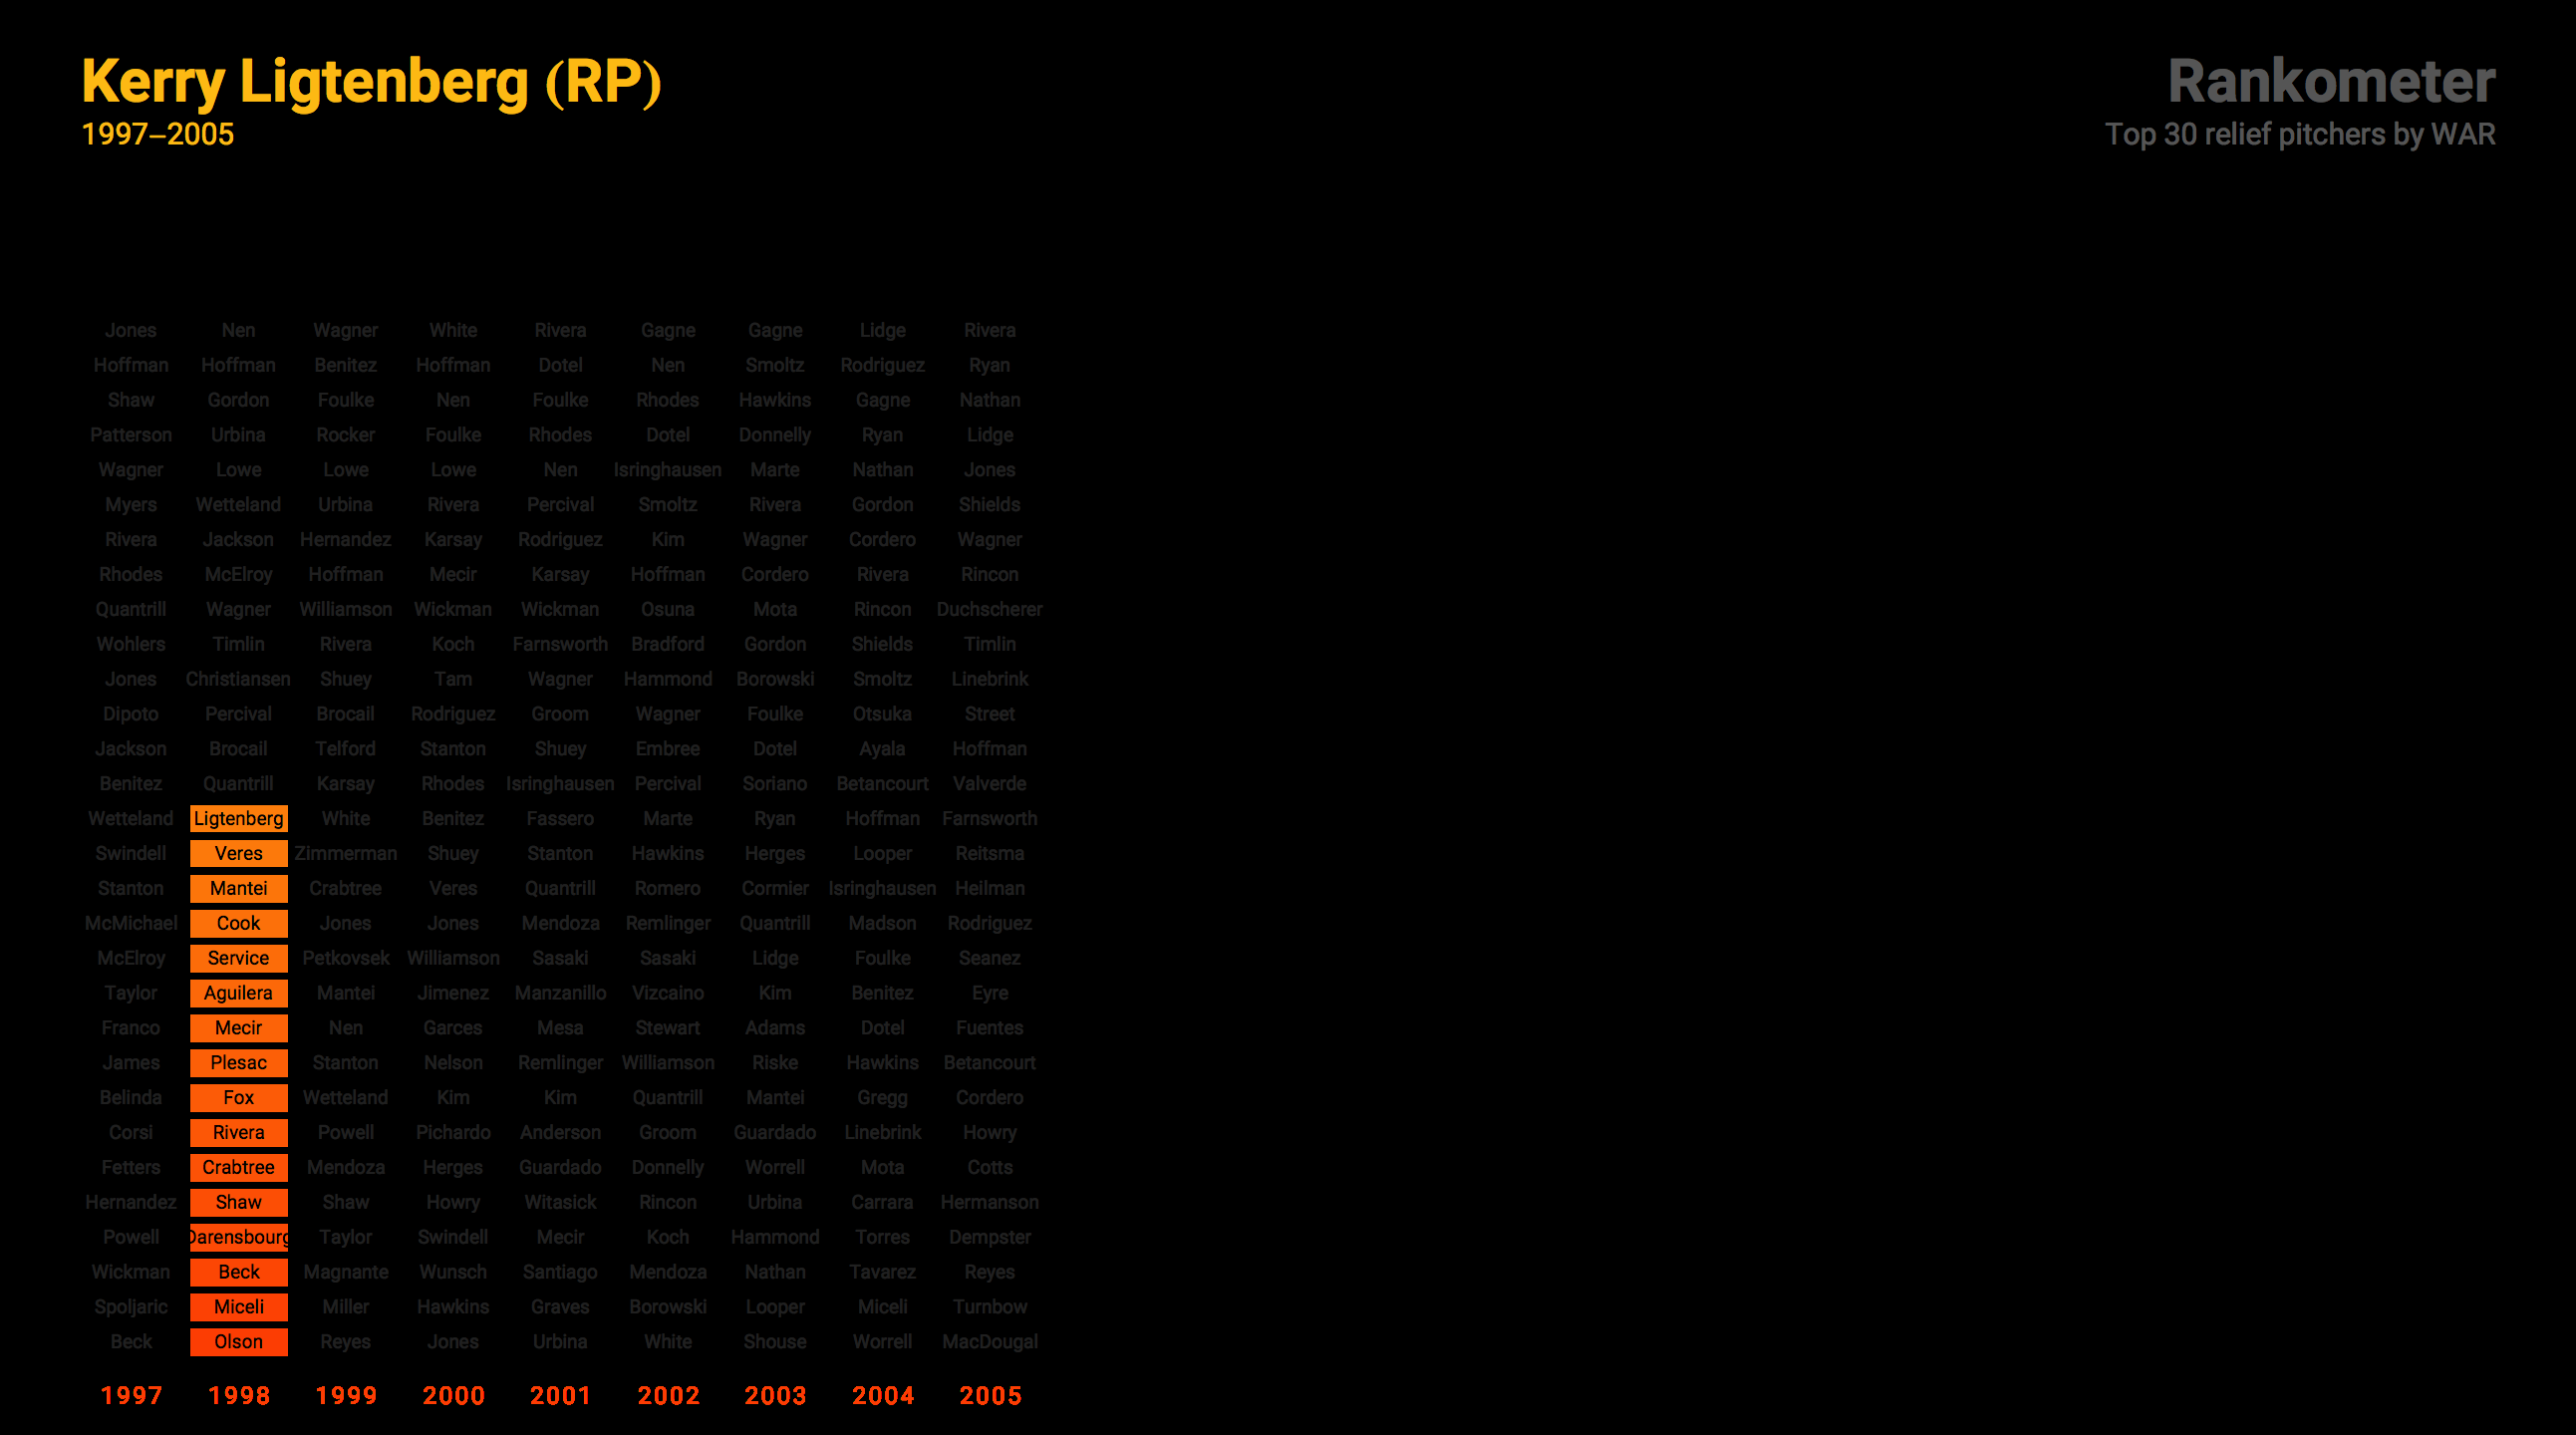 Kerry Ligtenberg (RP)
1997–2005
Rankometer
Top 30 relief pitchers by WAR
Jones Nen Wagner White Rivera Gagne Gagne Lidge Rivera
Hoffman Hoffman Benitez Hoffman Dotel Nen Smoltz Rodriguez Ryan
Shaw Gordon Foulke Nen Foulke Rhodes Hawkins Gagne Nathan
Patterson Urbina Rocker Foulke Rhodes Dotel Donnelly Ryan Lidge
Wagner Lowe Lowe Lowe Nen Isringhausen Marte Nathan Jones
Myers Wetteland Urbina Rivera Percival Smoltz Rivera Gordon Shields
Rivera Jackson Hernandez Karsay Rodriguez Kim Wagner Cordero Wagner
Rhodes McElroy Hoffman Mecir Karsay Hoffman Cordero Rivera Rincon
Quantrill Wagner Williamson Wickman Wickman Osuna Mota Rincon Duchscherer
Wohlers Timlin Rivera Koch Farnsworth Bradford Gordon Shields Timlin
Jones Christiansen Shuey Tam Wagner Hammond Borowski Smoltz Linebrink
Dipoto Percival Brocail Rodriguez Groom Wagner Foulke Otsuka Street
Jackson Brocail Telford Stanton Shuey Embree Dotel Ayala Hoffman
Benitez Quantrill Karsay Rhodes Isringhausen Percival Soriano Betancourt Valverde
Wetteland Ligtenberg White Benitez Fassero Marte Ryan Hoffman Farnsworth
Swindell Veres Zimmerman Shuey Stanton Hawkins Herges Looper Reitsma
Stanton Mantei Crabtree Veres Quantrill Romero Cormier Isringhausen Heilman
McMichael Cook Jones Jones Mendoza Remlinger Quantrill Madson Rodriguez
McElroy Service Petkovsek Williamson Sasaki Sasaki Lidge Foulke Seanez
Taylor Aguilera Mantei Jimenez Manzanillo Vizcaino Kim Benitez Eyre
Franco Mecir Nen Garces Mesa Stewart Adams Dotel Fuentes
James Plesac Stanton Nelson Remlinger Williamson Riske Hawkins Betancourt
Belinda Fox Wetteland Kim Kim Quantrill Mantei Gregg Cordero
Corsi Rivera Powell Pichardo Anderson Groom Guardado Linebrink Howry
Fetters Crabtree Mendoza Herges Guardado Donnelly Worrell Mota Cotts
Hernandez Shaw Shaw Howry Witasick Rincon Urbina Carrara Hermanson
Powell Darensbourg Taylor Swindell Mecir Koch Hammond Torres Dempster
Wickman Beck Magnante Wunsch Santiago Mendoza Nathan Tavarez Reyes
Spoljaric Miceli Miller Hawkins Graves Borowski Looper Miceli Turnbow
Beck Olson Reyes Jones Urbina White Shouse Worrell MacDougal
1997 1998 1999 2000 2001 2002 2003 2004 2005